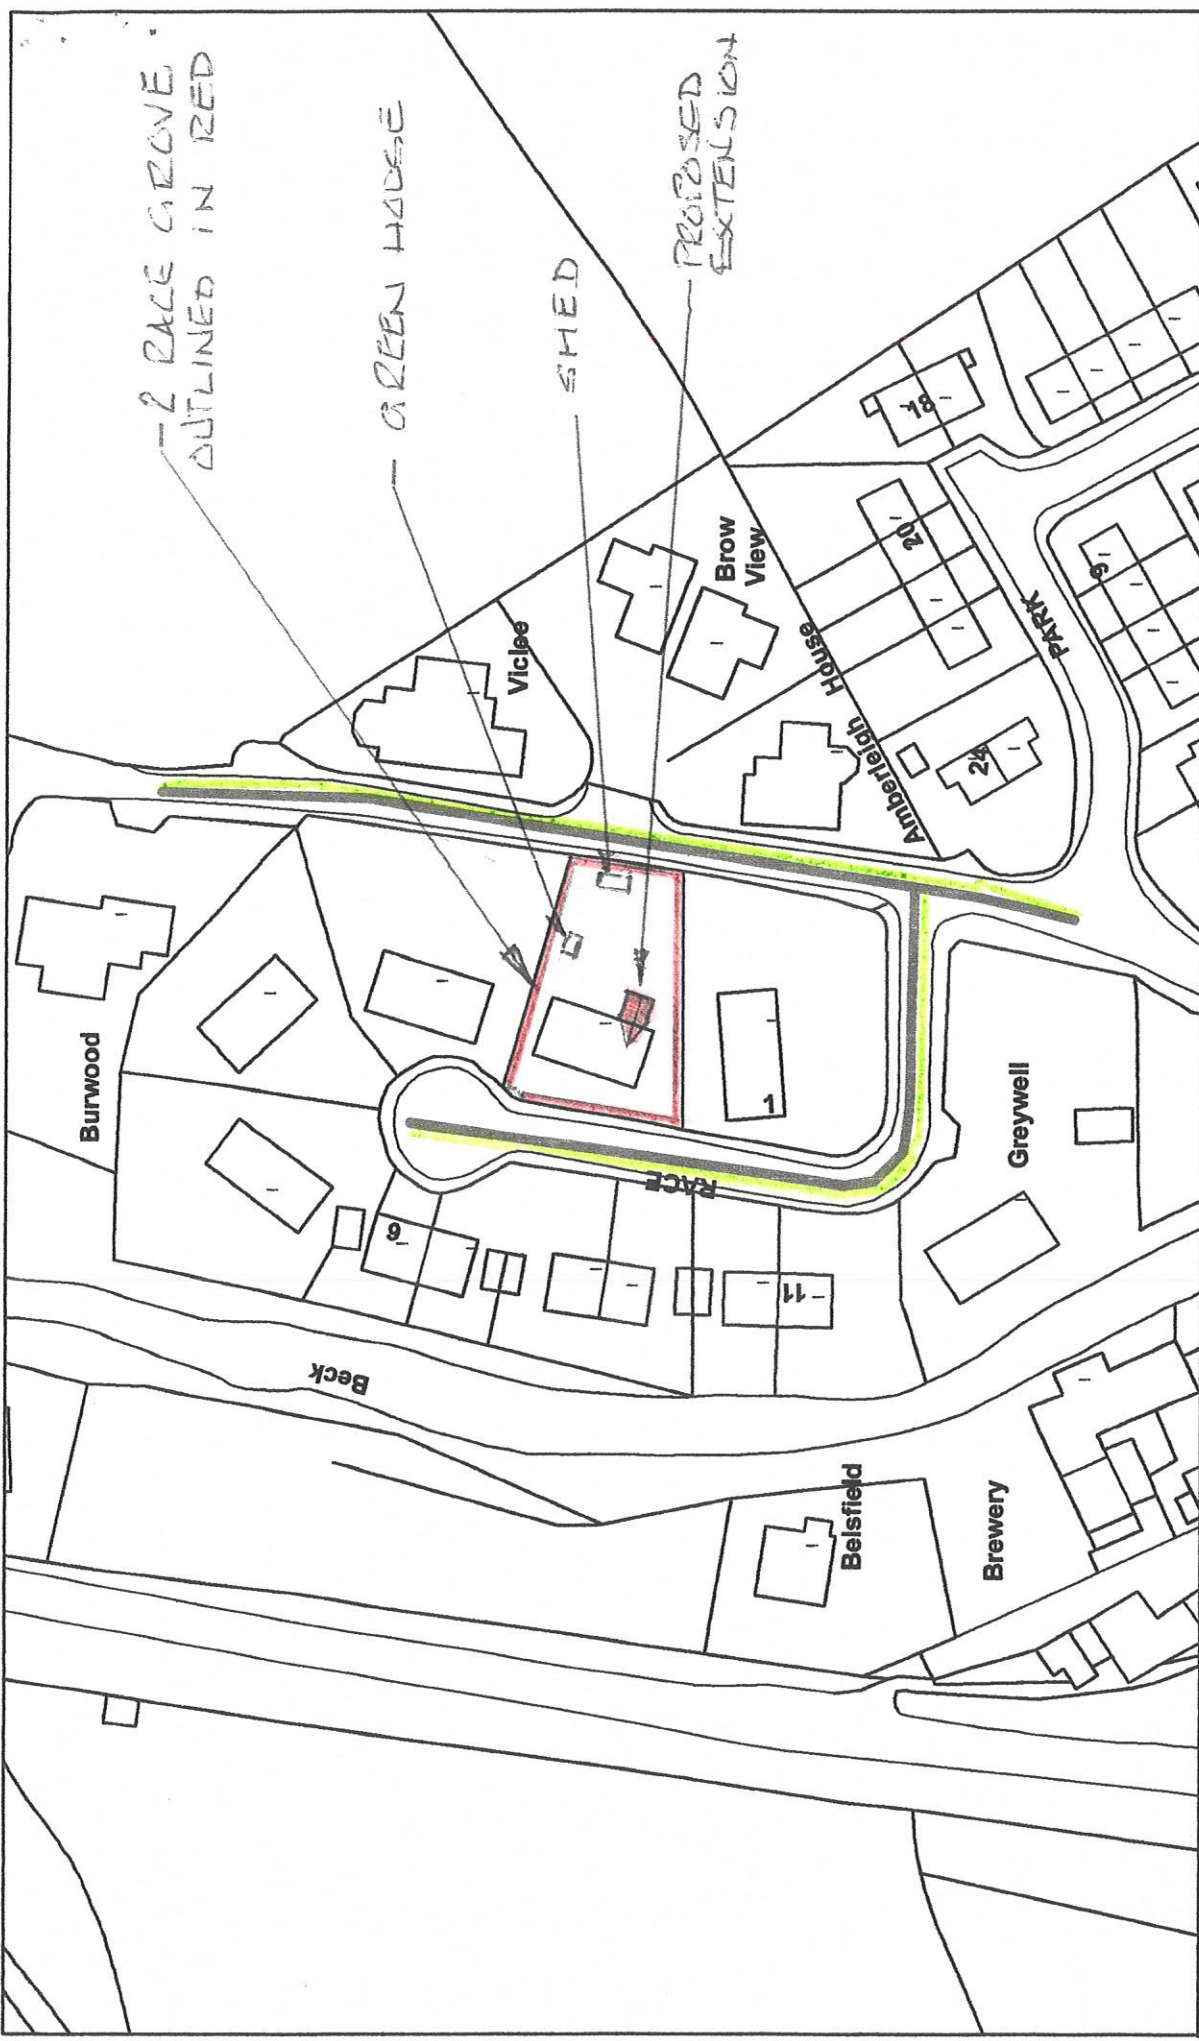 2 RACE GROVE
OUTLINED IN RED
GREEN HOUSE
SHED
PROPOSED
EXTENSION
Burwood
Viclee
Brow
View
Amberleigh House
18
20
24
9
PARK
RACE
6
11
1
Greywell
Beck
Belsfield
Brewery